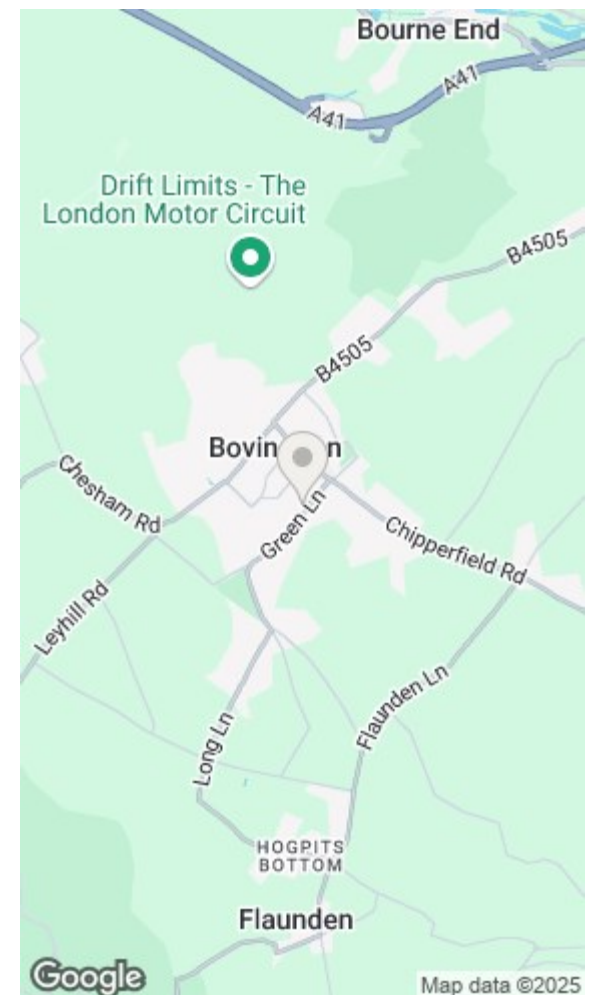 Bourne End
A41
A41
Drift Limits - The
London Motor Circuit
B4505
B4505
Bovin n
Chesham Rd
Green Ln
Chipperfield Rd
Leyhill Rd
Flaunden Ln
Long Ln
HOGPITS
BOTTOM
Flaunden
Google
Map data ©2025